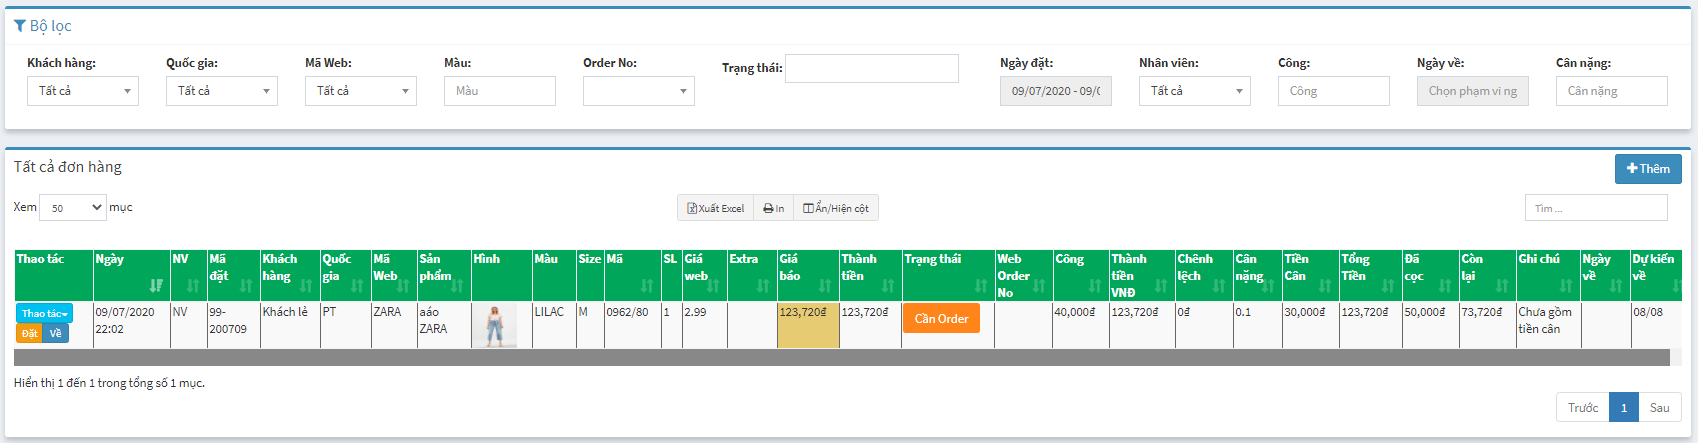 Bộ lọc
Khách hàng: Quốc gia: Mã Web: Màu: Order No: Trạng thái: Ngày đặt: Nhân viên: Công: Ngày về: Cân nặng:
Tất cả Tất cả Tất cả Màu 09/07/2020 - 09/0 Tất cả Công Chọn phạm vi ng Cân nặng
Tất cả đơn hàng
Thêm
Xem 50 mục
Xuất Excel In Ẩn/Hiện cột
Tìm ...
Thao tác Ngày NV Mã đặt Khách hàng Quốc gia Mã Web Sản phẩm Hình Màu Size Mã SL Giá web Extra Giá báo Thành tiền Trạng thái Web Order No Công Thành tiền VNĐ Chênh lệch Cân nặng Tiền Cân Tổng Tiền Đã cọc Còn lại Ghi chú Ngày về Dự kiến về
Thao tác Đặt Về 09/07/2020 22:02 NV 99-200709 Khách lẻ PT ZARA aáo ZARA LILAC M 0962/80 1 2.99 123,720₫ 123,720₫ Cần Order 40,000₫ 123,720₫ 0₫ 0.1 30,000₫ 123,720₫ 50,000₫ 73,720₫ Chưa gồm tiền cân 08/08
Hiển thị 1 đến 1 trong tổng số 1 mục.
Trước 1 Sau